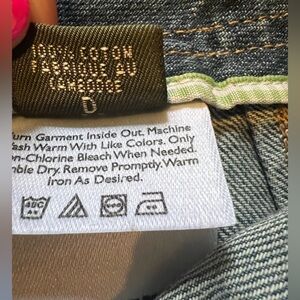 100% COTON
FABRIQUÉ AU
CAMBODGE
D
Turn Garment Inside Out, Machine
Wash Warm With Like Colors. Only
Non-Chlorine Bleach When Needed.
Tumble Dry. Remove Promptly. Warm
Iron As Desired.